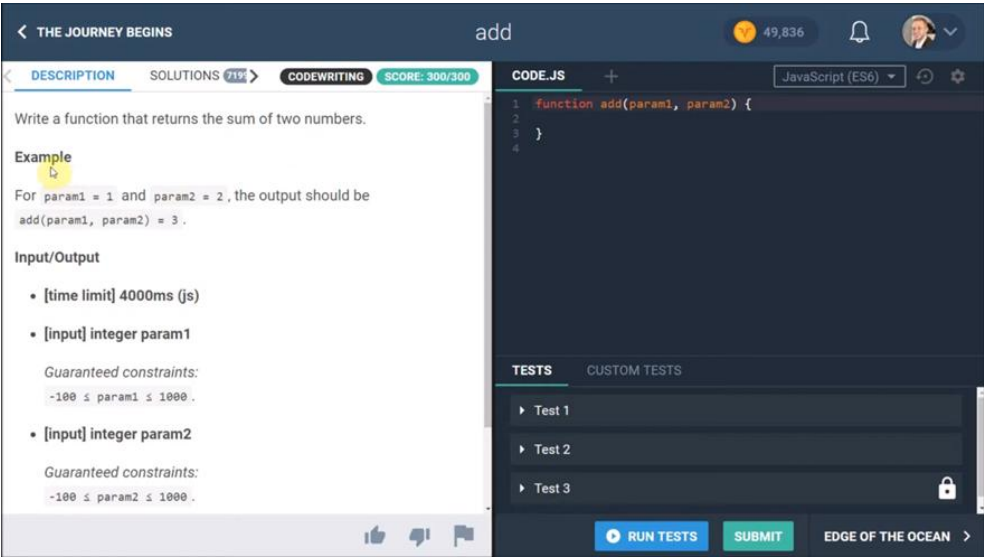 THE JOURNEY BEGINS
add
49,836
DESCRIPTION
SOLUTIONS
CODEWRITING
SCORE: 300/300
Write a function that returns the sum of two numbers.
Example
For param1 = 1 and param2 = 2, the output should be
add(param1, param2) = 3.
Input/Output
• [time limit] 4000ms (js)
• [input] integer param1
Guaranteed constraints:
-100 ≤ param1 ≤ 1000.
• [input] integer param2
Guaranteed constraints:
-100 ≤ param2 ≤ 1000.
CODE.JS
JavaScript (ES6)
1 function add(param1, param2) {
2
3 }
4
TESTS
CUSTOM TESTS
Test 1
Test 2
Test 3
RUN TESTS
SUBMIT
EDGE OF THE OCEAN